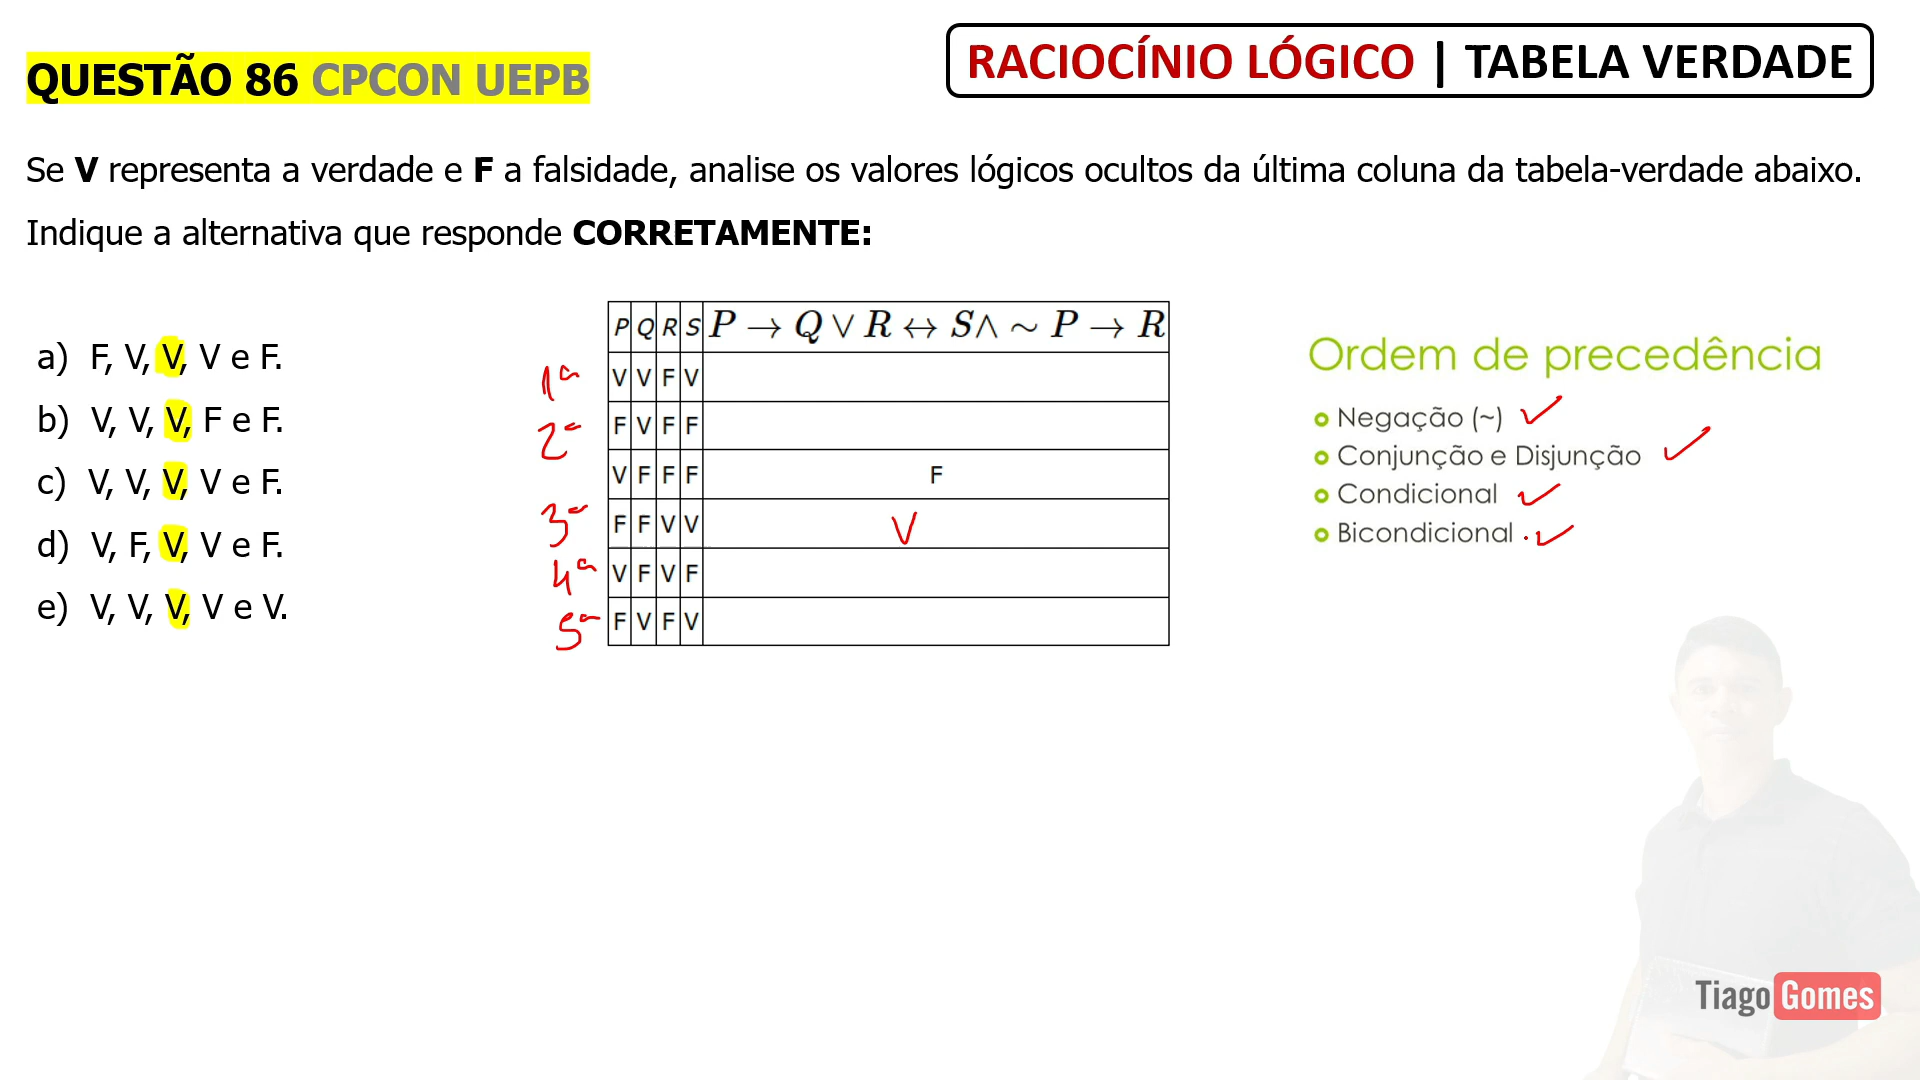 QUESTÃO 86 CPCON UEPB
RACIOCÍNIO LÓGICO | TABELA VERDADE
Se V representa a verdade e F a falsidade, analise os valores lógicos ocultos da última coluna da tabela-verdade abaixo.
Indique a alternativa que responde CORRETAMENTE:
a) F, V, V, V e F.
b) V, V, V, F e F.
c) V, V, V, V e F.
d) V, F, V, V e F.
e) V, V, V, V e V.
P Q R S P → Q ∨ R ↔ S ∧ ∼ P → R
1ª V V F V
2ª F V F F
V F F F F
3ª F F V V V
4ª V F V F
5ª F V F V
Ordem de precedência
Negação (~)
Conjunção e Disjunção
Condicional
Bicondicional
Tiago Gomes